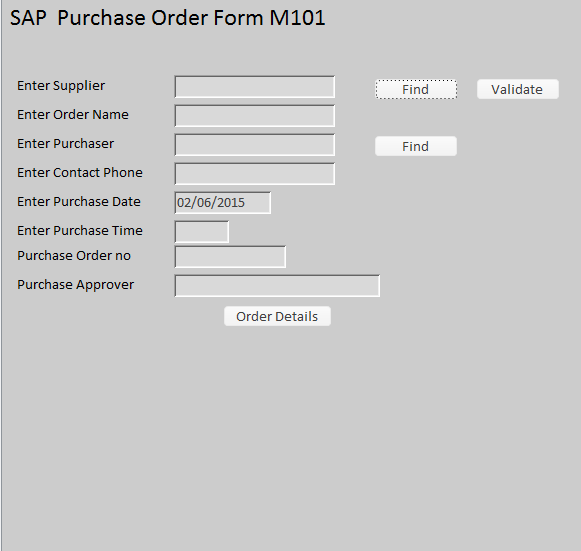 SAP  Purchase Order Form M101
Enter Supplier Find Validate
Enter Order Name
Enter Purchaser Find
Enter Contact Phone
Enter Purchase Date 02/06/2015
Enter Purchase Time
Purchase Order no
Purchase Approver
Order Details